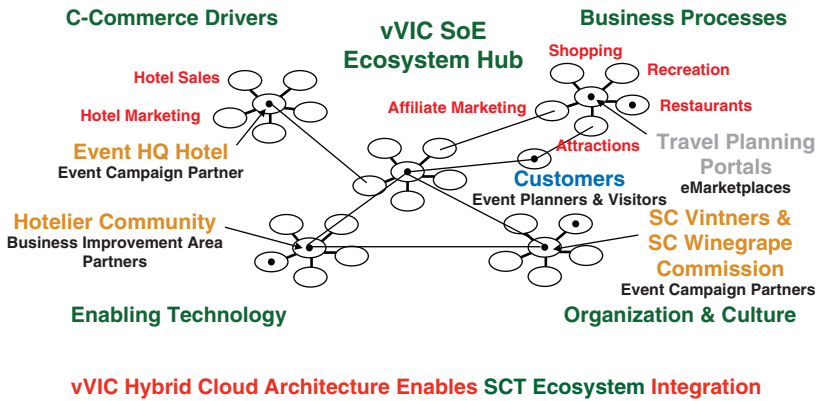 C-Commerce Drivers
vVIC SoE
Ecosystem Hub
Business Processes
Hotel Sales
Hotel Marketing
Event HQ Hotel
Event Campaign Partner
Affiliate Marketing
Shopping
Recreation
Restaurants
Attractions
Travel Planning
Portals
eMarketplaces
Customers
Event Planners & Visitors
Hotelier Community
Business Improvement Area
Partners
SC Vintners &
SC Winegrape
Commission
Event Campaign Partners
Enabling Technology
Organization & Culture
vVIC Hybrid Cloud Architecture Enables SCT Ecosystem Integration